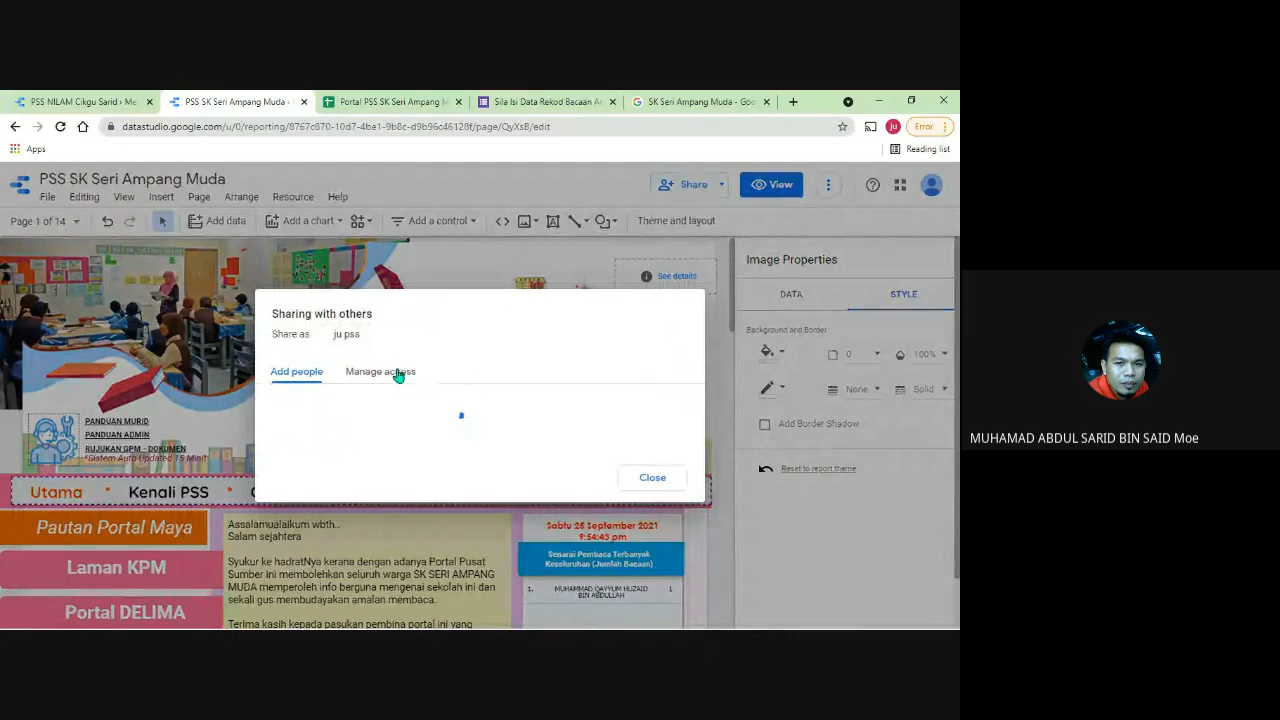 PSS NILAM Cikgu Sarid › Me
PSS SK Seri Ampang Muda ›
Portal PSS SK Seri Ampang M
Sila Isi Data Rekod Bacaan A
SK Seri Ampang Muda - Goo
datastudio.google.com/u/0/reporting/8767c870-10d7-4be1-9b8c-d9b96c46128f/page/QyXsB/edit
ju
Error
Apps
Reading list
PSS SK Seri Ampang Muda
Share
View
File Editing View Insert Page Arrange Resource Help
Page 1 of 14
Add data
Add a chart
Add a control
Theme and layout
See details
Image Properties
DATA
STYLE
Background and Border
0
100%
None
Solid
Add Border Shadow
Reset to report theme
Sharing with others
Share as ju pss
Add people
Manage access
Close
PANDUAN MURID
PANDUAN ADMIN
RUJUKAN GPM - DOKUMEN
*Sistem Auto Updated 15 Minit
Utama • Kenali PSS •
Pautan Portal Maya
Laman KPM
Portal DELIMA
Assalamualaikum wbth..
Salam sejahtera
Syukur ke hadratNya kerana dengan adanya Portal Pusat
Sumber ini membolehkan seluruh warga SK SERI AMPANG
MUDA memperoleh info berguna mengenai sekolah ini dan
sekali gus membudayakan amalan membaca.
Terima kasih kepada pasukan pembina portal ini yang
Sabtu 25 September 2021
9:54:43 pm
Senarai Pembaca Terbanyak
Keseluruhan (Jumlah Bacaan)
1. MUHAMMAD QAYYUM HUZAID 1
BIN ABDULLAH
MUHAMAD ABDUL SARID BIN SAID Moe